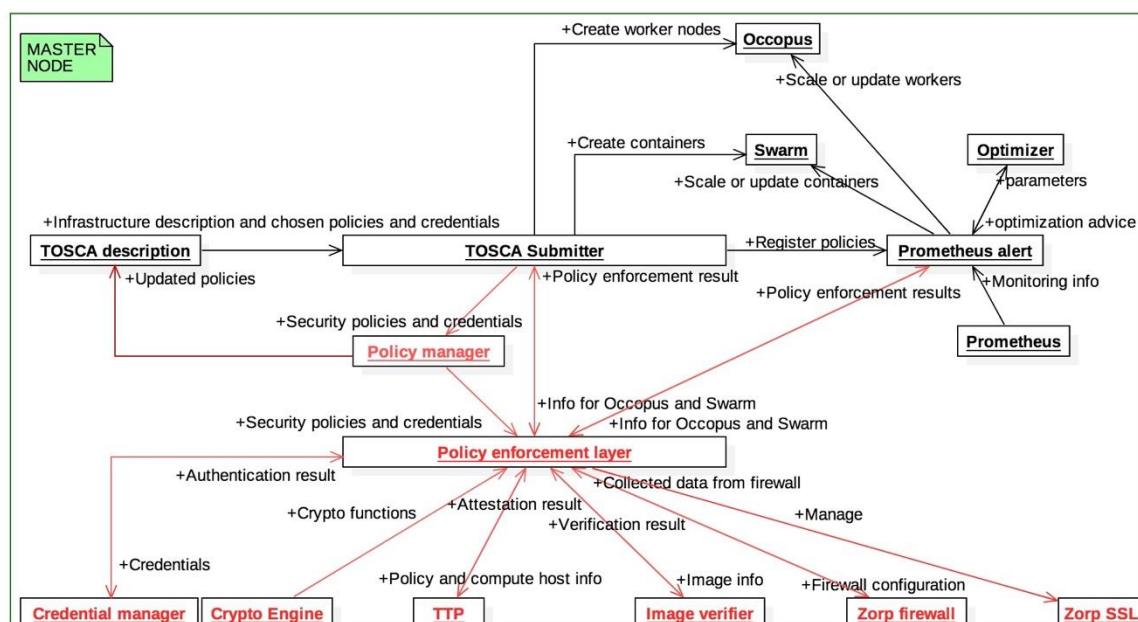 MASTER
NODE
+Create worker nodes
Occopus
+Scale or update workers
+Create containers
Swarm
Optimizer
+Scale or update containers
+parameters
+Infrastructure description and chosen policies and credentials
+optimization advice
TOSCA description
TOSCA Submitter
+Register policies
Prometheus alert
+Updated policies
+Policy enforcement result
+Policy enforcement results
+Monitoring info
+Security policies and credentials
Policy manager
Prometheus
+Security policies and credentials
+Info for Occopus and Swarm
+Info for Occopus and Swarm
Policy enforcement layer
+Authentication result
+Collected data from firewall
+Crypto functions
+Attestation result
+Verification result
+Manage
+Credentials
+Policy and compute host info
+Image info
+Firewall configuration
Credential manager
Crypto Engine
TTP
Image verifier
Zorp firewall
Zorp SSL